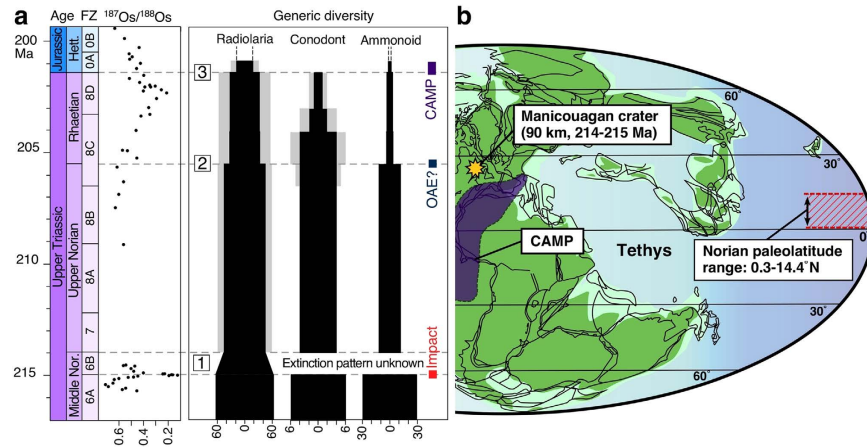 a
Age FZ ¹⁸⁷Os/¹⁸⁸Os
Generic diversity
Radiolaria Conodont Ammonoid
200
Ma
205
210
215
Jurassic
Hett.
Upper Triassic
Rhaetian
Upper Norian
Middle Nor.
0B
0A
8D
8C
8B
8A
7
6B
6A
0.6 0.4 0.2
3
2
1
Extinction pattern unknown
60 0 60 6 0 6 30 0 30
CAMP
OAE?
Impact
b
60°
Manicouagan crater
(90 km, 214-215 Ma)
30°
CAMP
Tethys
0°
Norian paleolatitude
range: 0.3-14.4°N
30°
60°